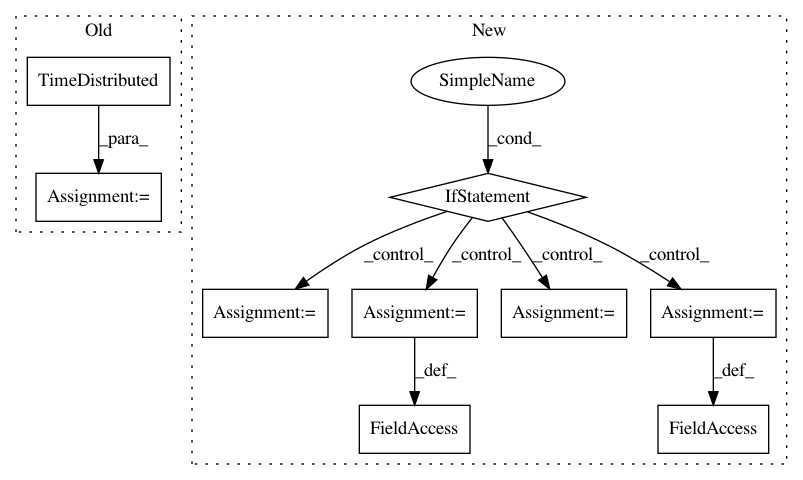 Old
New
TimeDistributed
SimpleName
_para_
_cond_
Assignment:=
IfStatement
_control_
_control_
_control_
_control_
Assignment:=
Assignment:=
Assignment:=
Assignment:=
_def_
_def_
FieldAccess
FieldAccess